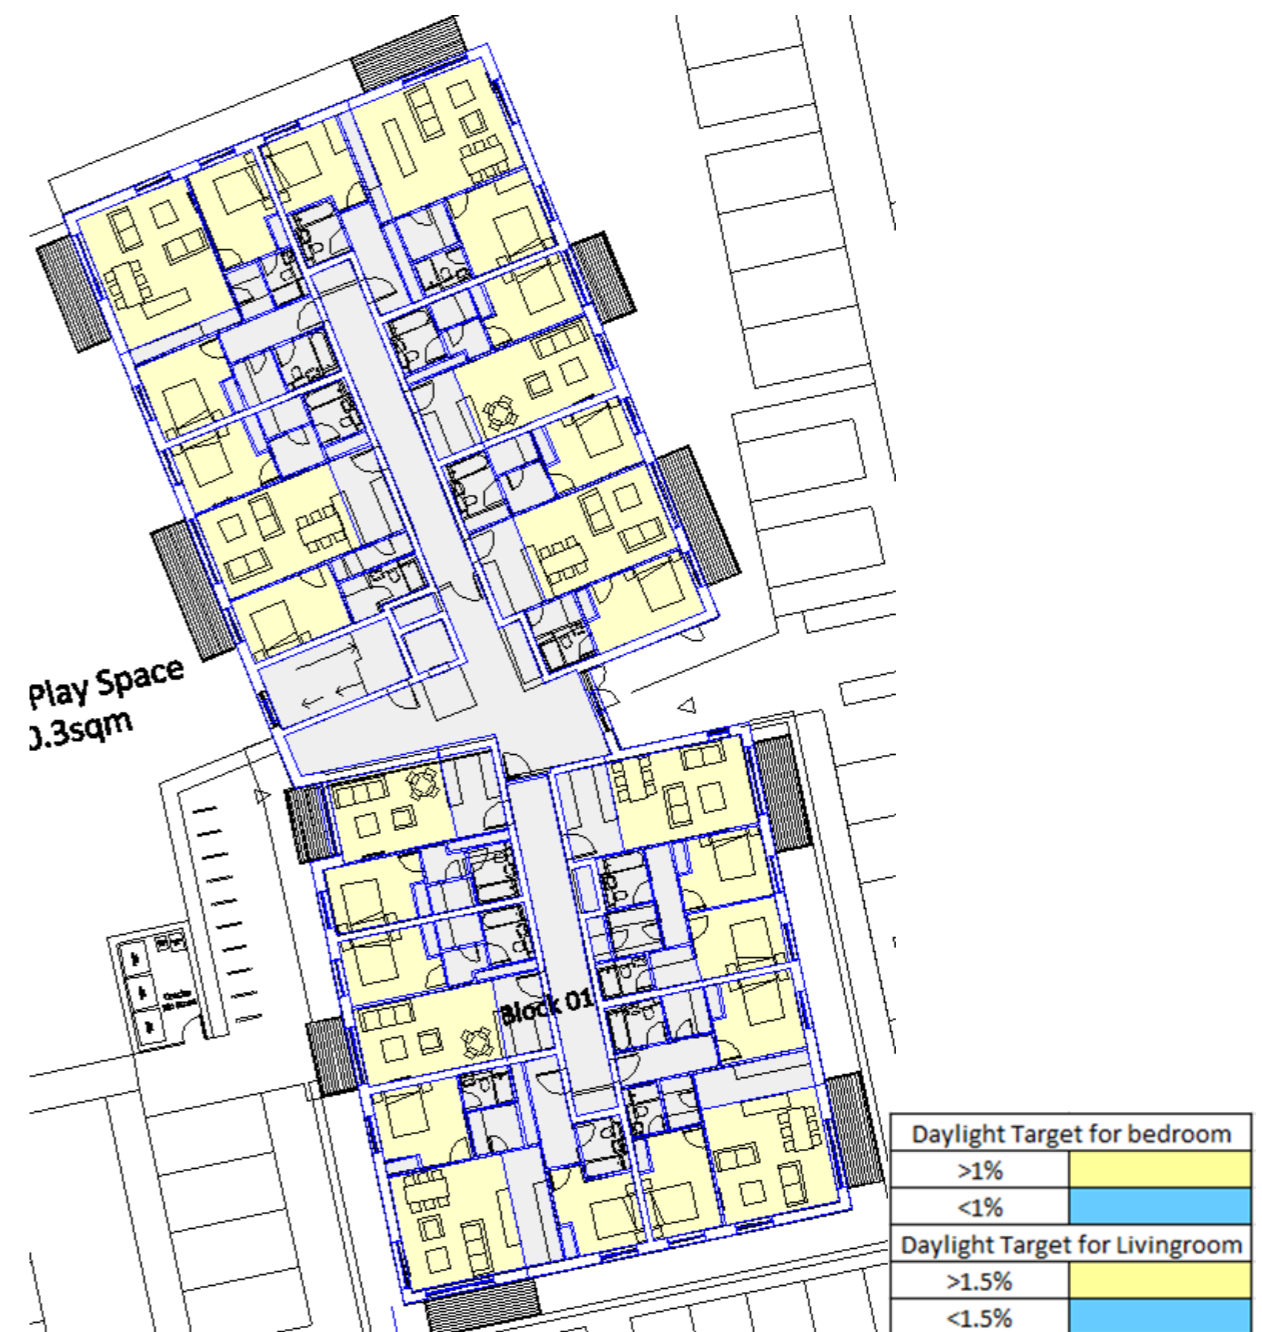 Play Space
0.3sqm
Block 01
Daylight Target for bedroom
>1%
<1%
Daylight Target for Livingroom
>1.5%
<1.5%